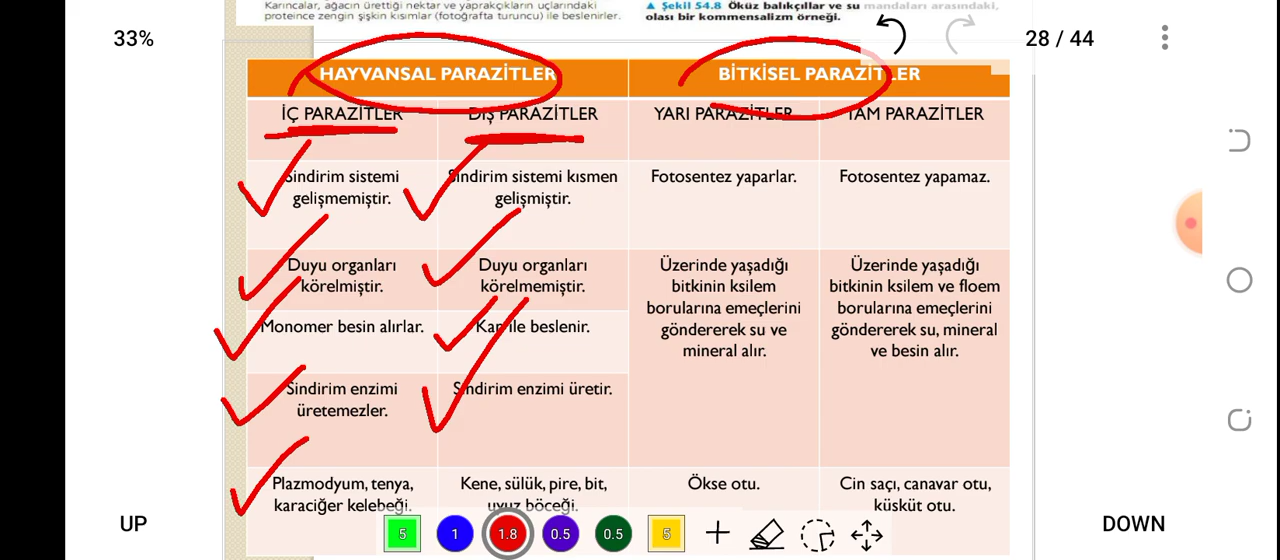 Karıncalar, ağacın ürettiği nektar ve yaprakçıkların uçlarındaki
proteince zengin şişkin kısımlar (fotoğrafta turuncu) ile beslenirler.
▲ Şekil 54.8 Öküz balıkçılları ve su mandaları arasındaki,
olası bir kommensalizm örneği.
33%
28 / 44
HAYVANSAL PARAZİTLER
BİTKİSEL PARAZİTLER
İÇ PARAZİTLER
DIŞ PARAZİTLER
YARI PARAZİTLER
TAM PARAZİTLER
Sindirim sistemi
gelişmemiştir.
Sindirim sistemi kısmen
gelişmiştir.
Fotosentez yaparlar.
Fotosentez yapamaz.
Duyu organları
körelmiştir.
Duyu organları
körelmemiştir.
Üzerinde yaşadığı
bitkinin ksilem
borularına emeçlerini
göndererek su ve
mineral alır.
Üzerinde yaşadığı
bitkinin ksilem ve floem
borularına emeçlerini
göndererek su, mineral
ve besin alır.
Monomer besin alırlar.
Kan ile beslenir.
Sindirim enzimi
üretemezler.
Sindirim enzimi üretir.
Plazmodyum, tenya,
karaciğer kelebeği.
Kene, sülük, pire, bit,
uyuz böceği.
Ökse otu.
Cin saçı, canavar otu,
küsküt otu.
UP
5
1
1.8
0.5
0.5
5
DOWN